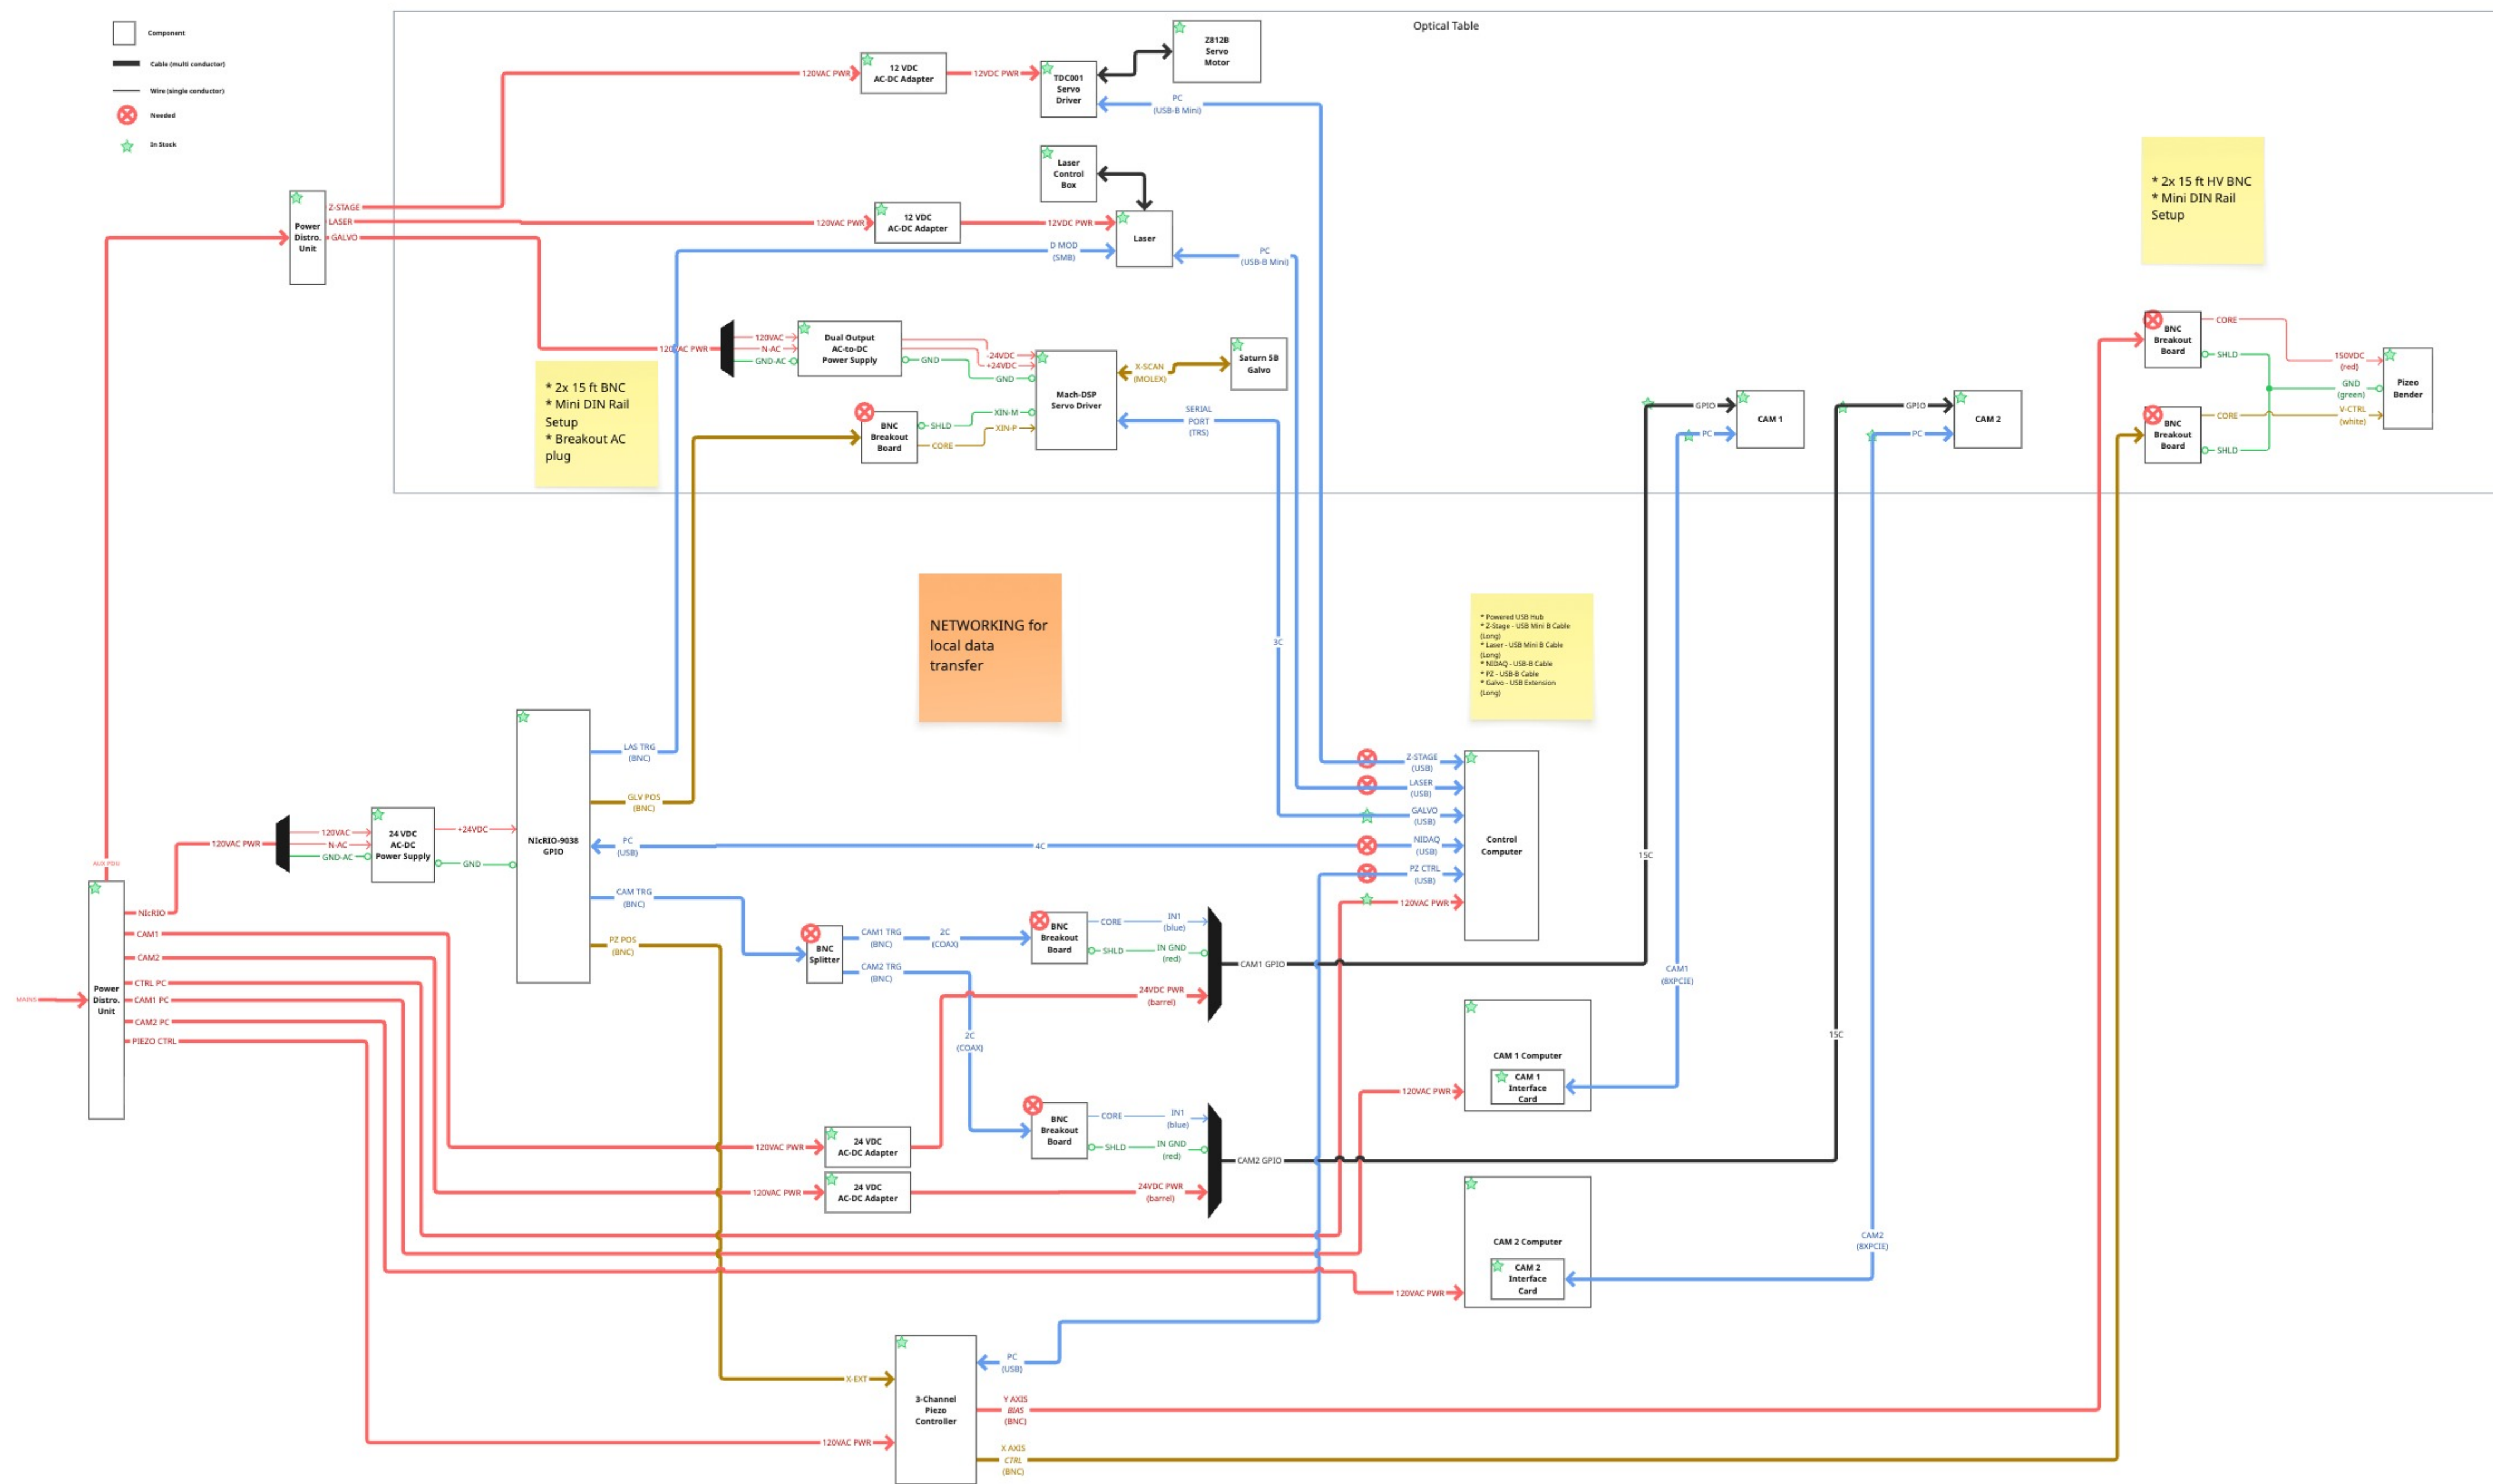 Optical Table
Component
Cable (multi conductor)
Wire (single conductor)
Needed
In Stock
Z812B
Servo
Motor
120VAC PWR
12 VDC
AC-DC Adapter
12VDC PWR
TDC001
Servo
Driver
PC
(USB-B Mini)
Laser
Control
Box
Power
Distro.
Unit
Z-STAGE
LASER
GALVO
120VAC PWR
12 VDC
AC-DC Adapter
12VDC PWR
Laser
D MOD
(SMB)
PC
(USB-B Mini)
* 2x 15 ft HV BNC
* Mini DIN Rail
Setup
120VAC PWR
120VAC
N-AC
GND-AC
Dual Output
AC-to-DC
Power Supply
GND
-24VDC
+24VDC
GND
Mach-DSP
Servo Driver
X-SCAN
(MOLEX)
Saturn 5B
Galvo
SERIAL
PORT
(TRS)
* 2x 15 ft BNC
* Mini DIN Rail
Setup
* Breakout AC
plug
BNC
Breakout
Board
SHLD
CORE
XIN-M
XIN-P
GPIO
PC
CAM 1
GPIO
PC
CAM 2
BNC
Breakout
Board
CORE
SHLD
150VDC
(red)
GND
(green)
V-CTRL
(white)
Pizeo
Bender
BNC
Breakout
Board
CORE
SHLD
NETWORKING for
local data
transfer
3C
* Powered USB Hub
* Z-Stage - USB Mini B Cable
(Long)
* Laser - USB Mini B Cable
(Long)
* NIDAQ - USB-B Cable
* PZ - USB-B Cable
* Galvo - USB Extension
(Long)
LAS TRG
(BNC)
GLV POS
(BNC)
NIcRIO-9038
GPIO
PC
(USB)
4C
CAM TRG
(BNC)
PZ POS
(BNC)
Z-STAGE
(USB)
LASER
(USB)
GALVO
(USB)
NIDAQ
(USB)
PZ CTRL
(USB)
120VAC PWR
Control
Computer
120VAC PWR
120VAC
N-AC
GND-AC
24 VDC
AC-DC
Power Supply
+24VDC
GND
AUX PDU
MAINS
Power
Distro.
Unit
NIcRIO
CAM1
CAM2
CTRL PC
CAM1 PC
CAM2 PC
PIEZO CTRL
BNC
Splitter
CAM1 TRG
(BNC)
2C
(COAX)
CAM2 TRG
(BNC)
BNC
Breakout
Board
CORE
SHLD
IN1
(blue)
IN GND
(red)
24VDC PWR
(barrel)
CAM1 GPIO
15C
CAM1
(8XPCIE)
2C
(COAX)
15C
CAM 1 Computer
CAM 1
Interface
Card
120VAC PWR
BNC
Breakout
Board
CORE
SHLD
IN1
(blue)
IN GND
(red)
24VDC PWR
(barrel)
CAM2 GPIO
120VAC PWR
24 VDC
AC-DC Adapter
120VAC PWR
24 VDC
AC-DC Adapter
CAM 2 Computer
CAM 2
Interface
Card
CAM2
(8XPCIE)
120VAC PWR
PC
(USB)
X-EXT
3-Channel
Piezo
Controller
120VAC PWR
Y AXIS
BIAS
(BNC)
X AXIS
CTRL
(BNC)